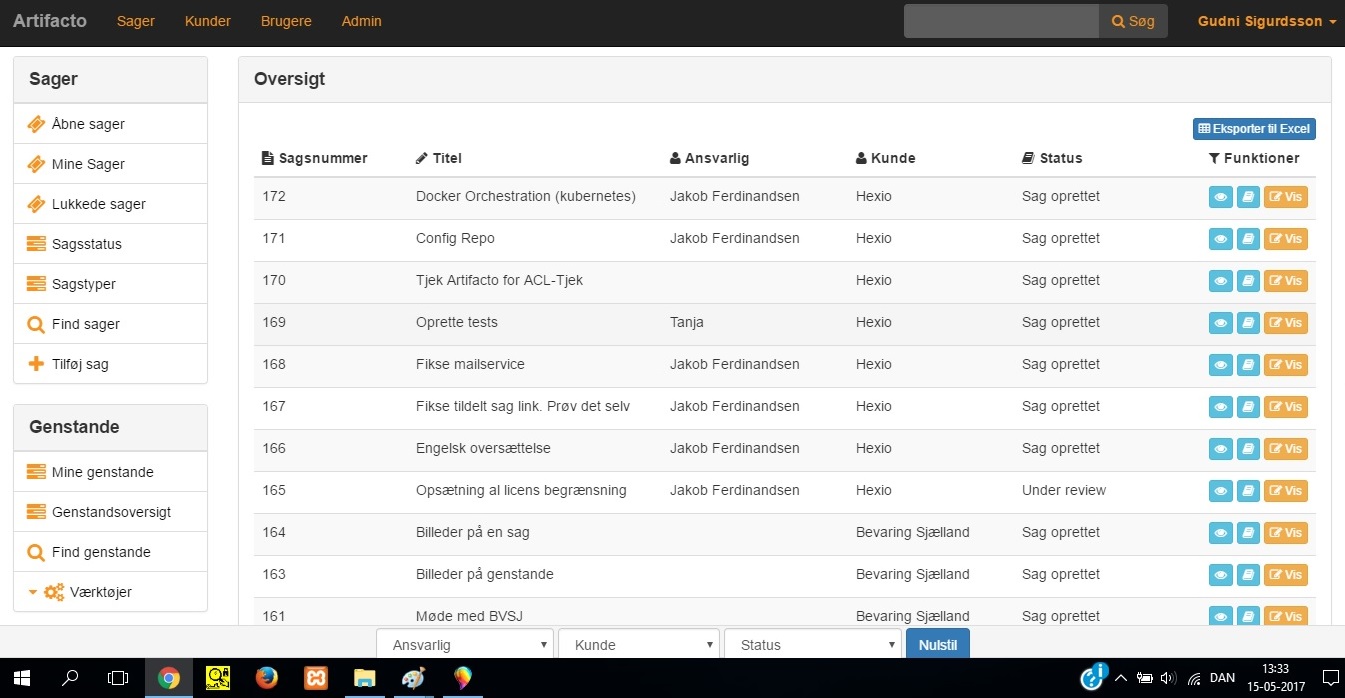 Artifacto Sager Kunder Brugere Admin Søg Gudni Sigurdsson
Sager
Åbne sager
Mine Sager
Lukkede sager
Sagsstatus
Sagstyper
Find sager
Tilføj sag
Genstande
Mine genstande
Genstandsoversigt
Find genstande
Værktøjer
Oversigt
Eksporter til Excel
Sagsnummer Titel Ansvarlig Kunde Status Funktioner
172 Docker Orchestration (kubernetes) Jakob Ferdinandsen Hexio Sag oprettet Vis
171 Config Repo Jakob Ferdinandsen Hexio Sag oprettet Vis
170 Tjek Artifacto for ACL-Tjek Hexio Sag oprettet Vis
169 Oprette tests Tanja Hexio Sag oprettet Vis
168 Fikse mailservice Jakob Ferdinandsen Hexio Sag oprettet Vis
167 Fikse tildelt sag link. Prøv det selv Jakob Ferdinandsen Hexio Sag oprettet Vis
166 Engelsk oversættelse Jakob Ferdinandsen Hexio Sag oprettet Vis
165 Opsætning al licens begrænsning Jakob Ferdinandsen Hexio Under review Vis
164 Billeder på en sag Bevaring Sjælland Sag oprettet Vis
163 Billeder på genstande Bevaring Sjælland Sag oprettet Vis
161 Møde med BVSJ Bevaring Sjælland Sag oprettet Vis
Ansvarlig Kunde Status Nulstil
DAN
13:33
15-05-2017